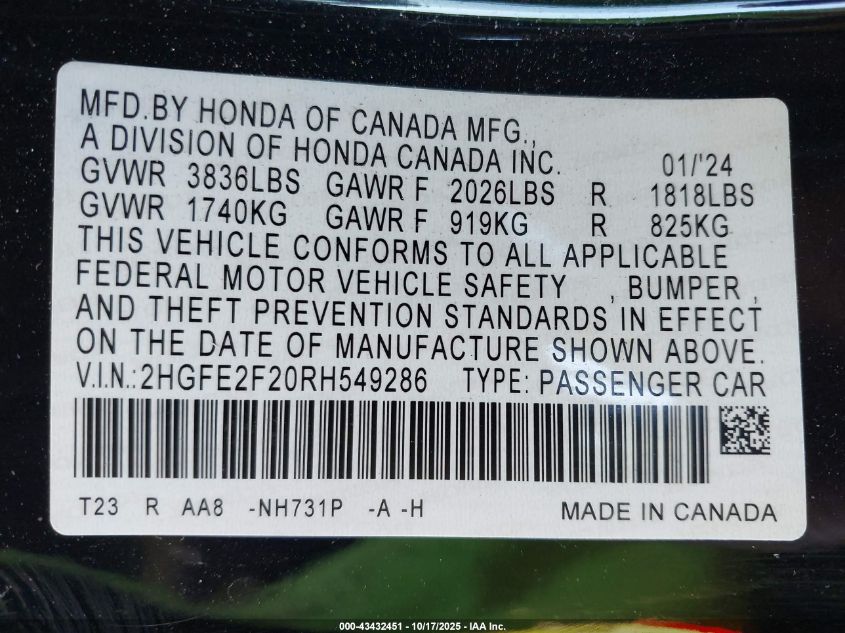 MFD.BY HONDA OF CANADA MFG.,
A DIVISION OF HONDA CANADA INC. 01/'24
GVWR 3836LBS GAWR F 2026LBS R 1818LBS
GVWR 1740KG GAWR F 919KG R 825KG
THIS VEHICLE CONFORMS TO ALL APPLICABLE
FEDERAL MOTOR VEHICLE SAFETY , BUMPER ,
AND THEFT PREVENTION STANDARDS IN EFFECT
ON THE DATE OF MANUFACTURE SHOWN ABOVE.
V.I.N.:2HGFE2F20RH549286 TYPE: PASSENGER CAR
T23 R AA8 -NH731P -A -H MADE IN CANADA
000-43432451 - 10/17/2025 - IAA Inc.